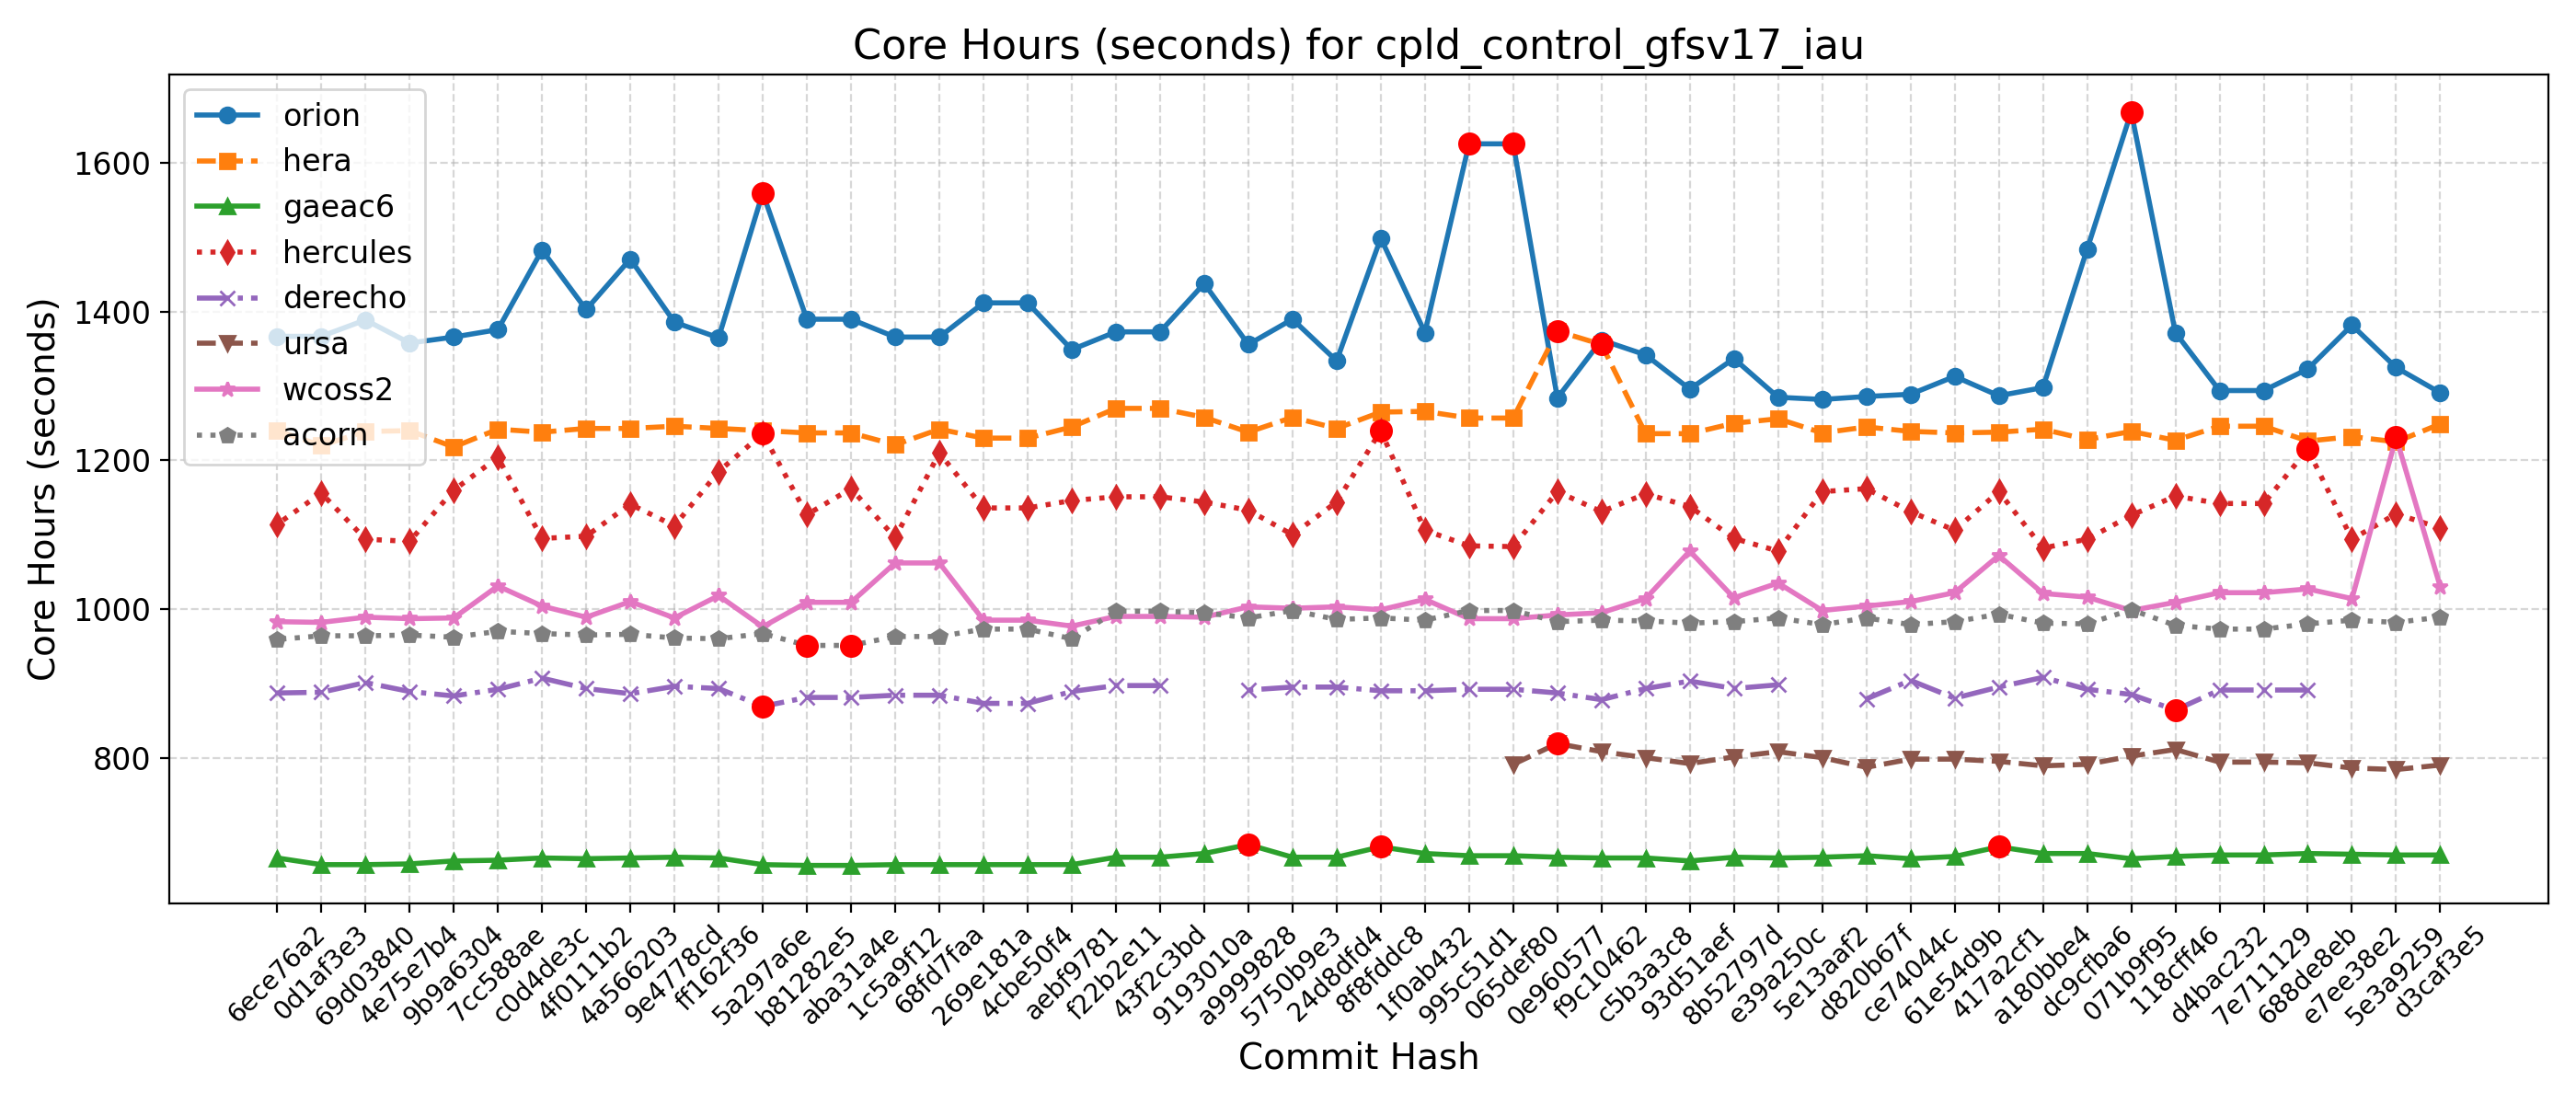 Core Hours (seconds) for cpld_control_gfsv17_iau
orion
hera
gaeac6
hercules
derecho
ursa
wcoss2
acorn
Core Hours (seconds)
1600
1400
1200
1000
800
6ece76a2
0d1af3e3
69d03840
4e75e7b4
9b9a6304
7cc588ae
c0d4de3c
4f0111b2
4a566203
9e4778cd
ff162f36
5a297a6e
b81282e5
aba31a4e
1c5a9f12
68fd7faa
269e181a
4cbe50f4
aebf9781
f22b2e11
43f2c3bd
9193010a
a9999828
5750b9e3
24d8dfd4
8f8fddc8
1f0ab432
995c51d1
065def80
0e960577
f9c10462
c5b3a3c8
93d51aef
8b52797d
e39a250c
5e13aaf2
d820b67f
ce74044c
61e54d9b
417a2cf1
a180bbe4
dc9cfba6
071b9f95
118cff46
d4bac232
7e711129
688de8eb
e7ee38e2
5e3a9259
d3caf3e5
Commit Hash